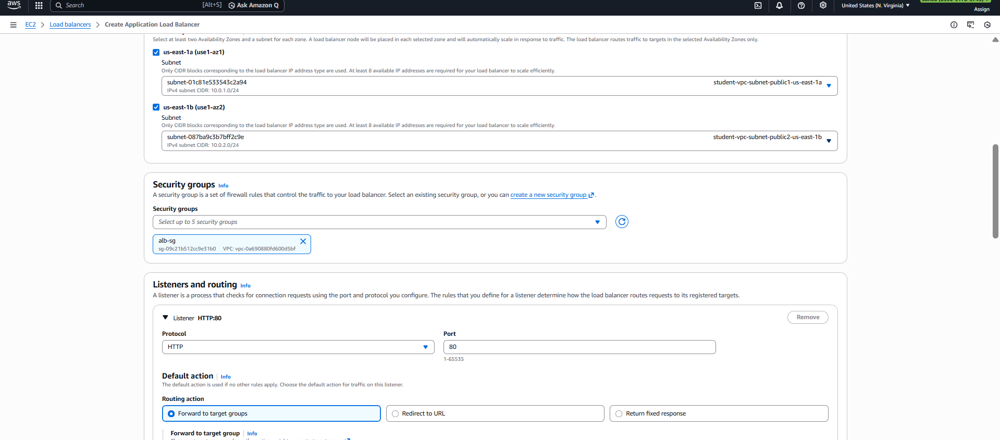 aws
Search [Alt+S] Ask Amazon Q
United States (N. Virginia)
Assign
EC2 Load balancers Create Application Load Balancer
Select at least two Availability Zones and a subnet for each zone. A load balancer node will be placed in each selected zone and will automatically scale in response to traffic. The load balancer routes traffic to targets in the selected Availability Zones only.
us-east-1a (use1-az1)
Subnet
Only CIDR blocks corresponding to the load balancer IP address type are used. At least 8 available IP addresses are required for your load balancer to scale efficiently.
subnet-01c81e533543c2a94 student-vpc-subnet-public1-us-east-1a
IPv4 subnet CIDR: 10.0.1.0/24
us-east-1b (use1-az2)
Subnet
Only CIDR blocks corresponding to the load balancer IP address type are used. At least 8 available IP addresses are required for your load balancer to scale efficiently.
subnet-087ba9c3b7bff2c9e student-vpc-subnet-public2-us-east-1b
IPv4 subnet CIDR: 10.0.2.0/24
Security groups Info
A security group is a set of firewall rules that control the traffic to your load balancer. Select an existing security group, or you can create a new security group .
Security groups
Select up to 5 security groups
alb-sg
sg-09c21b512cc9e31b0 VPC: vpc-0a690880fd600d5bf
Listeners and routing Info
A listener is a process that checks for connection requests using the port and protocol you configure. The rules that you define for a listener determine how the load balancer routes requests to its registered targets.
Listener HTTP:80 Remove
Protocol Port
HTTP 80
1-65535
Default action Info
The default action is used if no other rules apply. Choose the default action for traffic on this listener.
Routing action
Forward to target groups Redirect to URL Return fixed response
Forward to target group Info